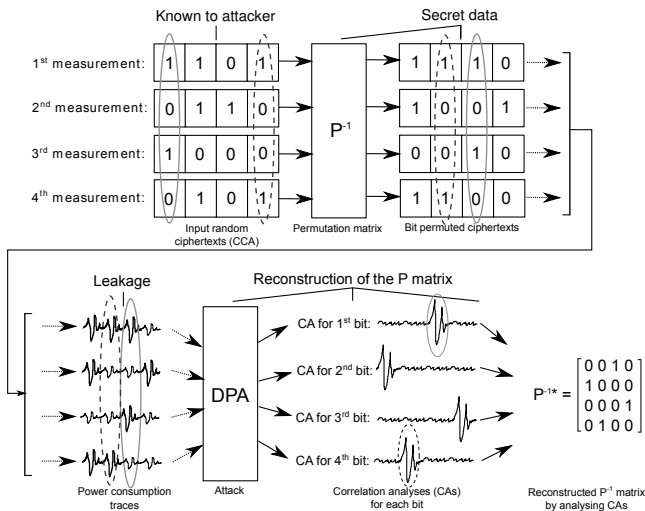 Known to attacker
Secret data
1st measurement: 1 1 0 1 1 1 1 0
2nd measurement: 0 1 1 0 1 0 0 1
P-1
3rd measurement: 1 0 0 0 0 0 1 0
4th measurement: 0 1 0 1 1 1 0 0
Input random
ciphertexts (CCA)
Permutation matrix
Bit permuted ciphertexts
Leakage
Reconstruction of the P matrix
CA for 1st bit:
CA for 2nd bit:
DPA
CA for 3rd bit:
CA for 4th bit:
P-1* =
0 0 1 0
1 0 0 0
0 0 0 1
0 1 0 0
Power consumption
traces
Attack
Correlation analyses (CAs)
for each bit
Reconstructed P-1 matrix
by analysing CAs